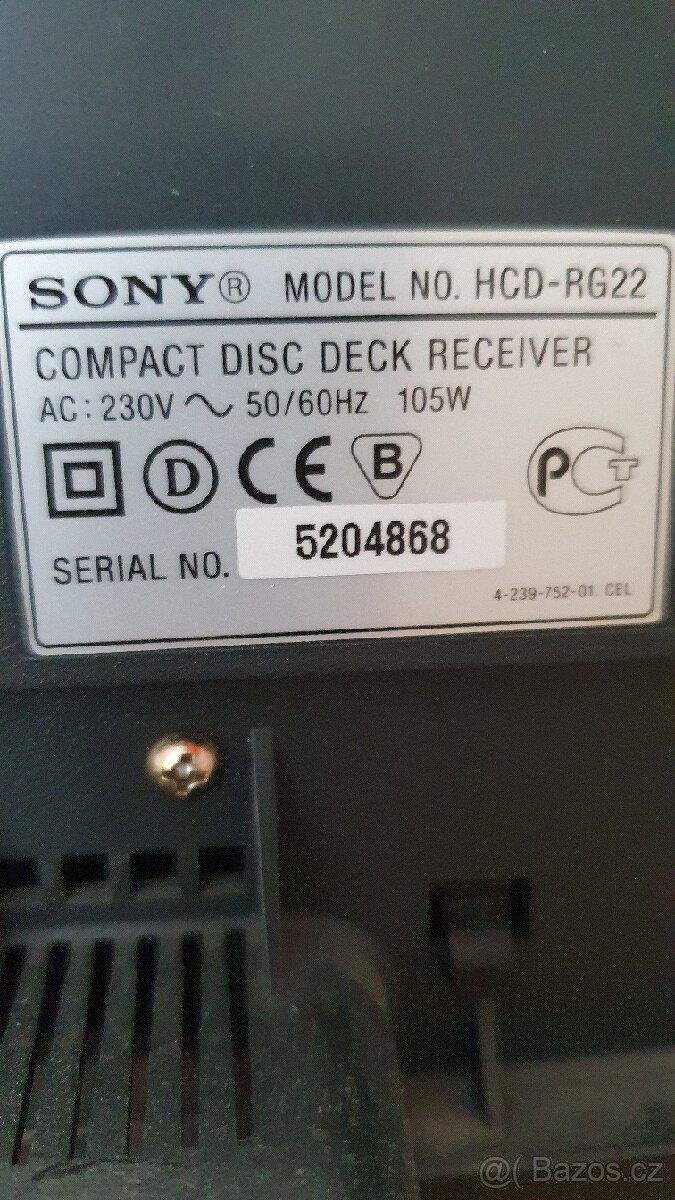 SONY® MODEL NO. HCD-RG22
COMPACT DISC DECK RECEIVER
AC: 230V ~ 50/60Hz 105W
D CE B PCT
SERIAL NO. 5204868
4-239-752-01 CEL
@( Bazos.cz